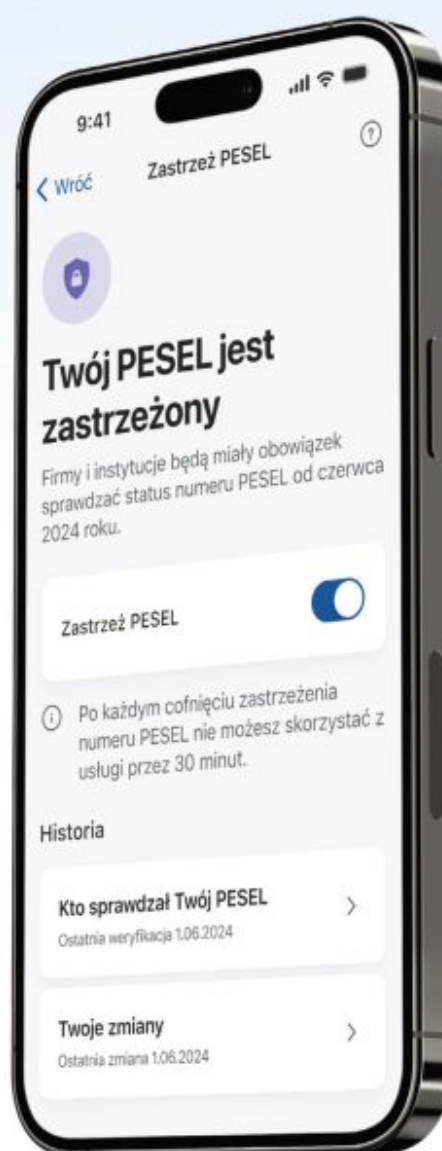 9:41
Wróć
Zastrzeż PESEL
?
Twój PESEL jest
zastrzeżony
Firmy i instytucje będą miały obowiązek
sprawdzać status numeru PESEL od czerwca
2024 roku.
Zastrzeż PESEL
Po każdym cofnięciu zastrzeżenia
numeru PESEL nie możesz skorzystać z
usługi przez 30 minut.
Historia
Kto sprawdzał Twój PESEL
Ostatnia weryfikacja 1.06.2024
Twoje zmiany
Ostatnia zmiana 1.06.2024